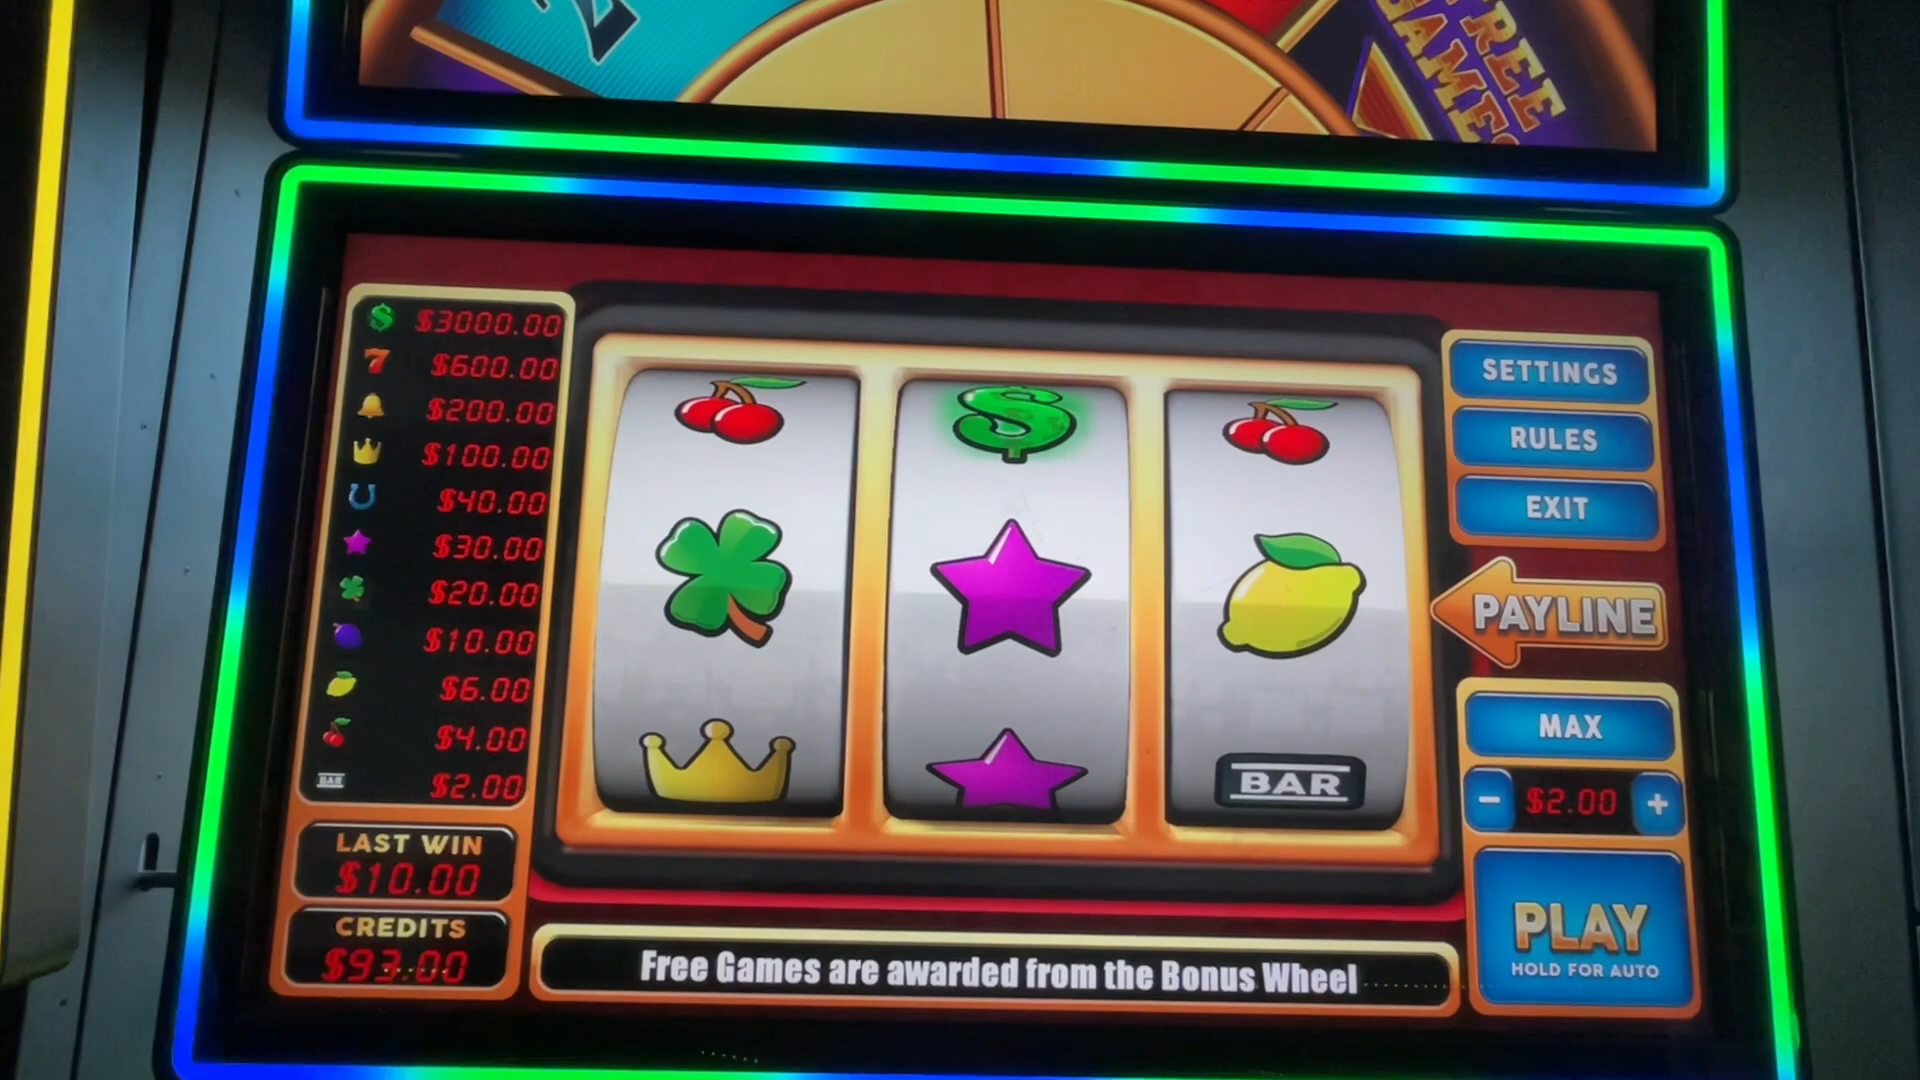 2
FREE
GAMES
$ $3000.00
7 $600.00
$200.00
$100.00
$40.00
$30.00
$20.00
$10.00
$6.00
$4.00
BAR $2.00
LAST WIN
$10.00
CREDITS
$93.00
$
BAR
SETTINGS
RULES
EXIT
PAYLINE
MAX
- $2.00 +
PLAY
HOLD FOR AUTO
Free Games are awarded from the Bonus Wheel